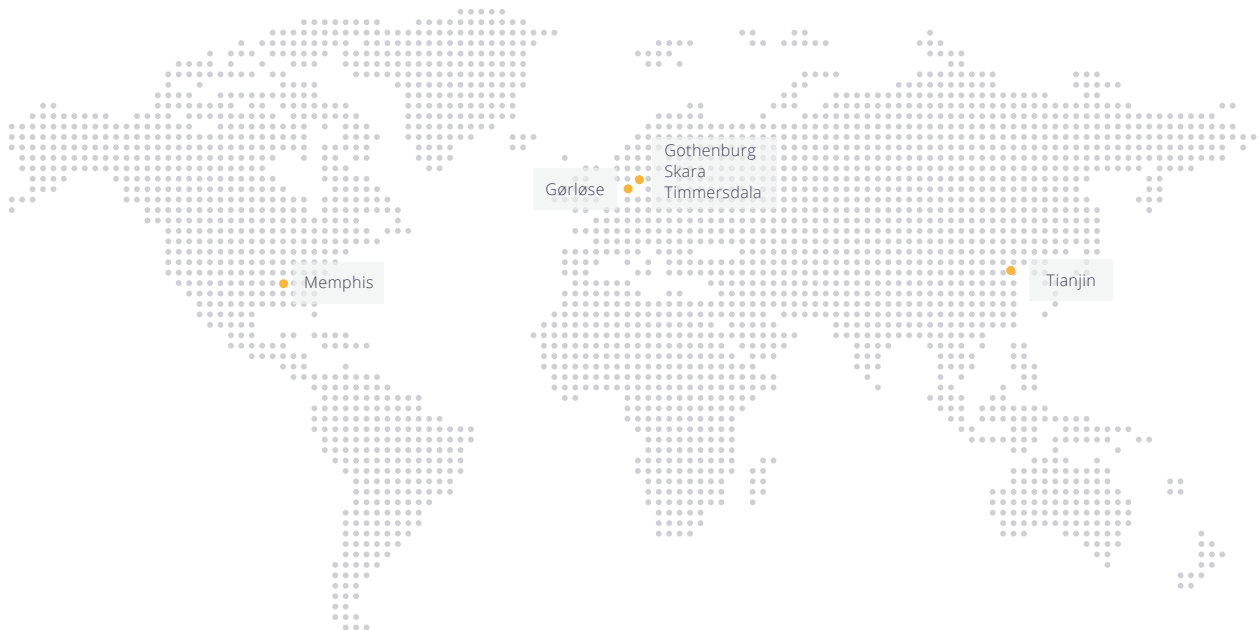 Gothenburg
Skara
Timmersdala
Gørløse
Memphis
Tianjin